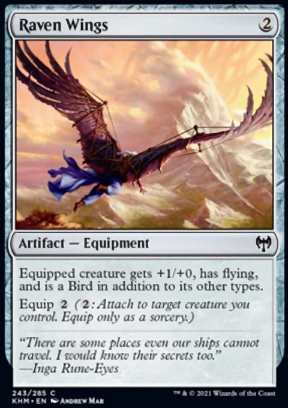 Raven Wings 2
Artifact — Equipment
Equipped creature gets +1/+0, has flying,
and is a Bird in addition to its other types.
Equip 2 (2: Attach to target creature you
control. Equip only as a sorcery.)
“There are some places even our ships cannot
travel. I would know their secrets too.”
—Inga Rune-Eyes
243/285 C
KHM • EN Andrew Mar
™ & © 2021 Wizards of the Coast